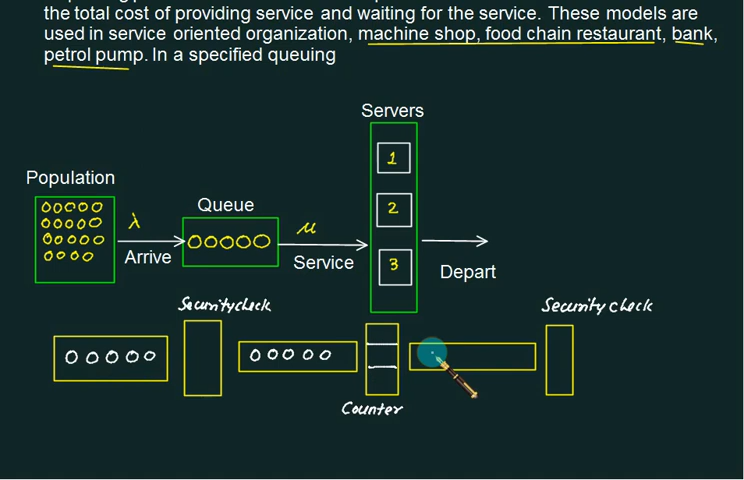 the total cost of providing service and waiting for the service. These models are
used in service oriented organization, machine shop, food chain restaurant, bank,
petrol pump. In a specified queuing
Servers
Population
Queue
1
2
3
λ
μ
Arrive
Service
Depart
Security check
Security check
Counter